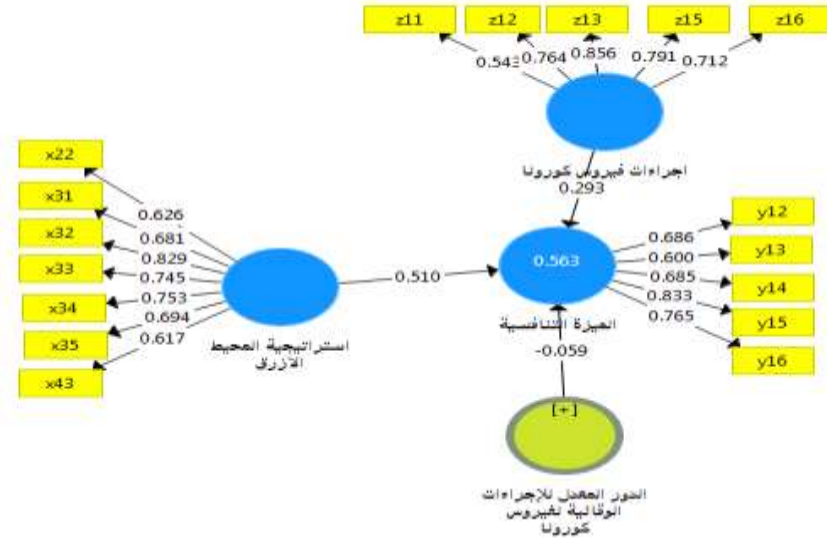 z11
z12
z13
z15
z16
0.543
0.764
0.856
0.791
0.712
اجراءات فيروس كورونا
0.293
x22
x31
x32
x33
x34
x35
x43
0.626
0.681
0.829
0.745
0.753
0.694
0.617
استراتيجية المحيط
الازرق
0.510
0.563
الميزة التنافسية
0.686
0.600
0.685
0.833
0.765
y12
y13
y14
y15
y16
-0.059
[+]
الدور المعدل للإجراءات
الوقائية لفيروس
كورونا